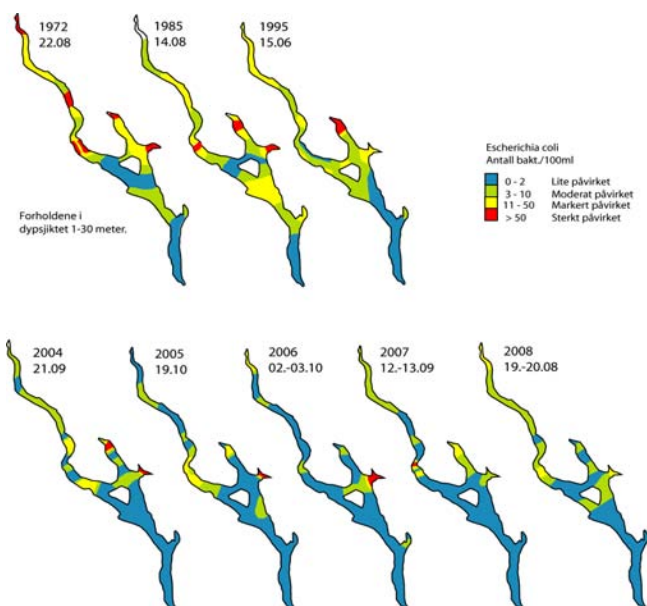 1972
22.08
1985
14.08
1995
15.06
Escherichia coli
Antall bakt./100ml
0 - 2 Lite påvirket
3 - 10 Moderat påvirket
11 - 50 Markert påvirket
> 50 Sterkt påvirket
Forholdene i
dypsjiktet 1-30 meter.
2004
21.09
2005
19.10
2006
02.-03.10
2007
12.-13.09
2008
19.-20.08